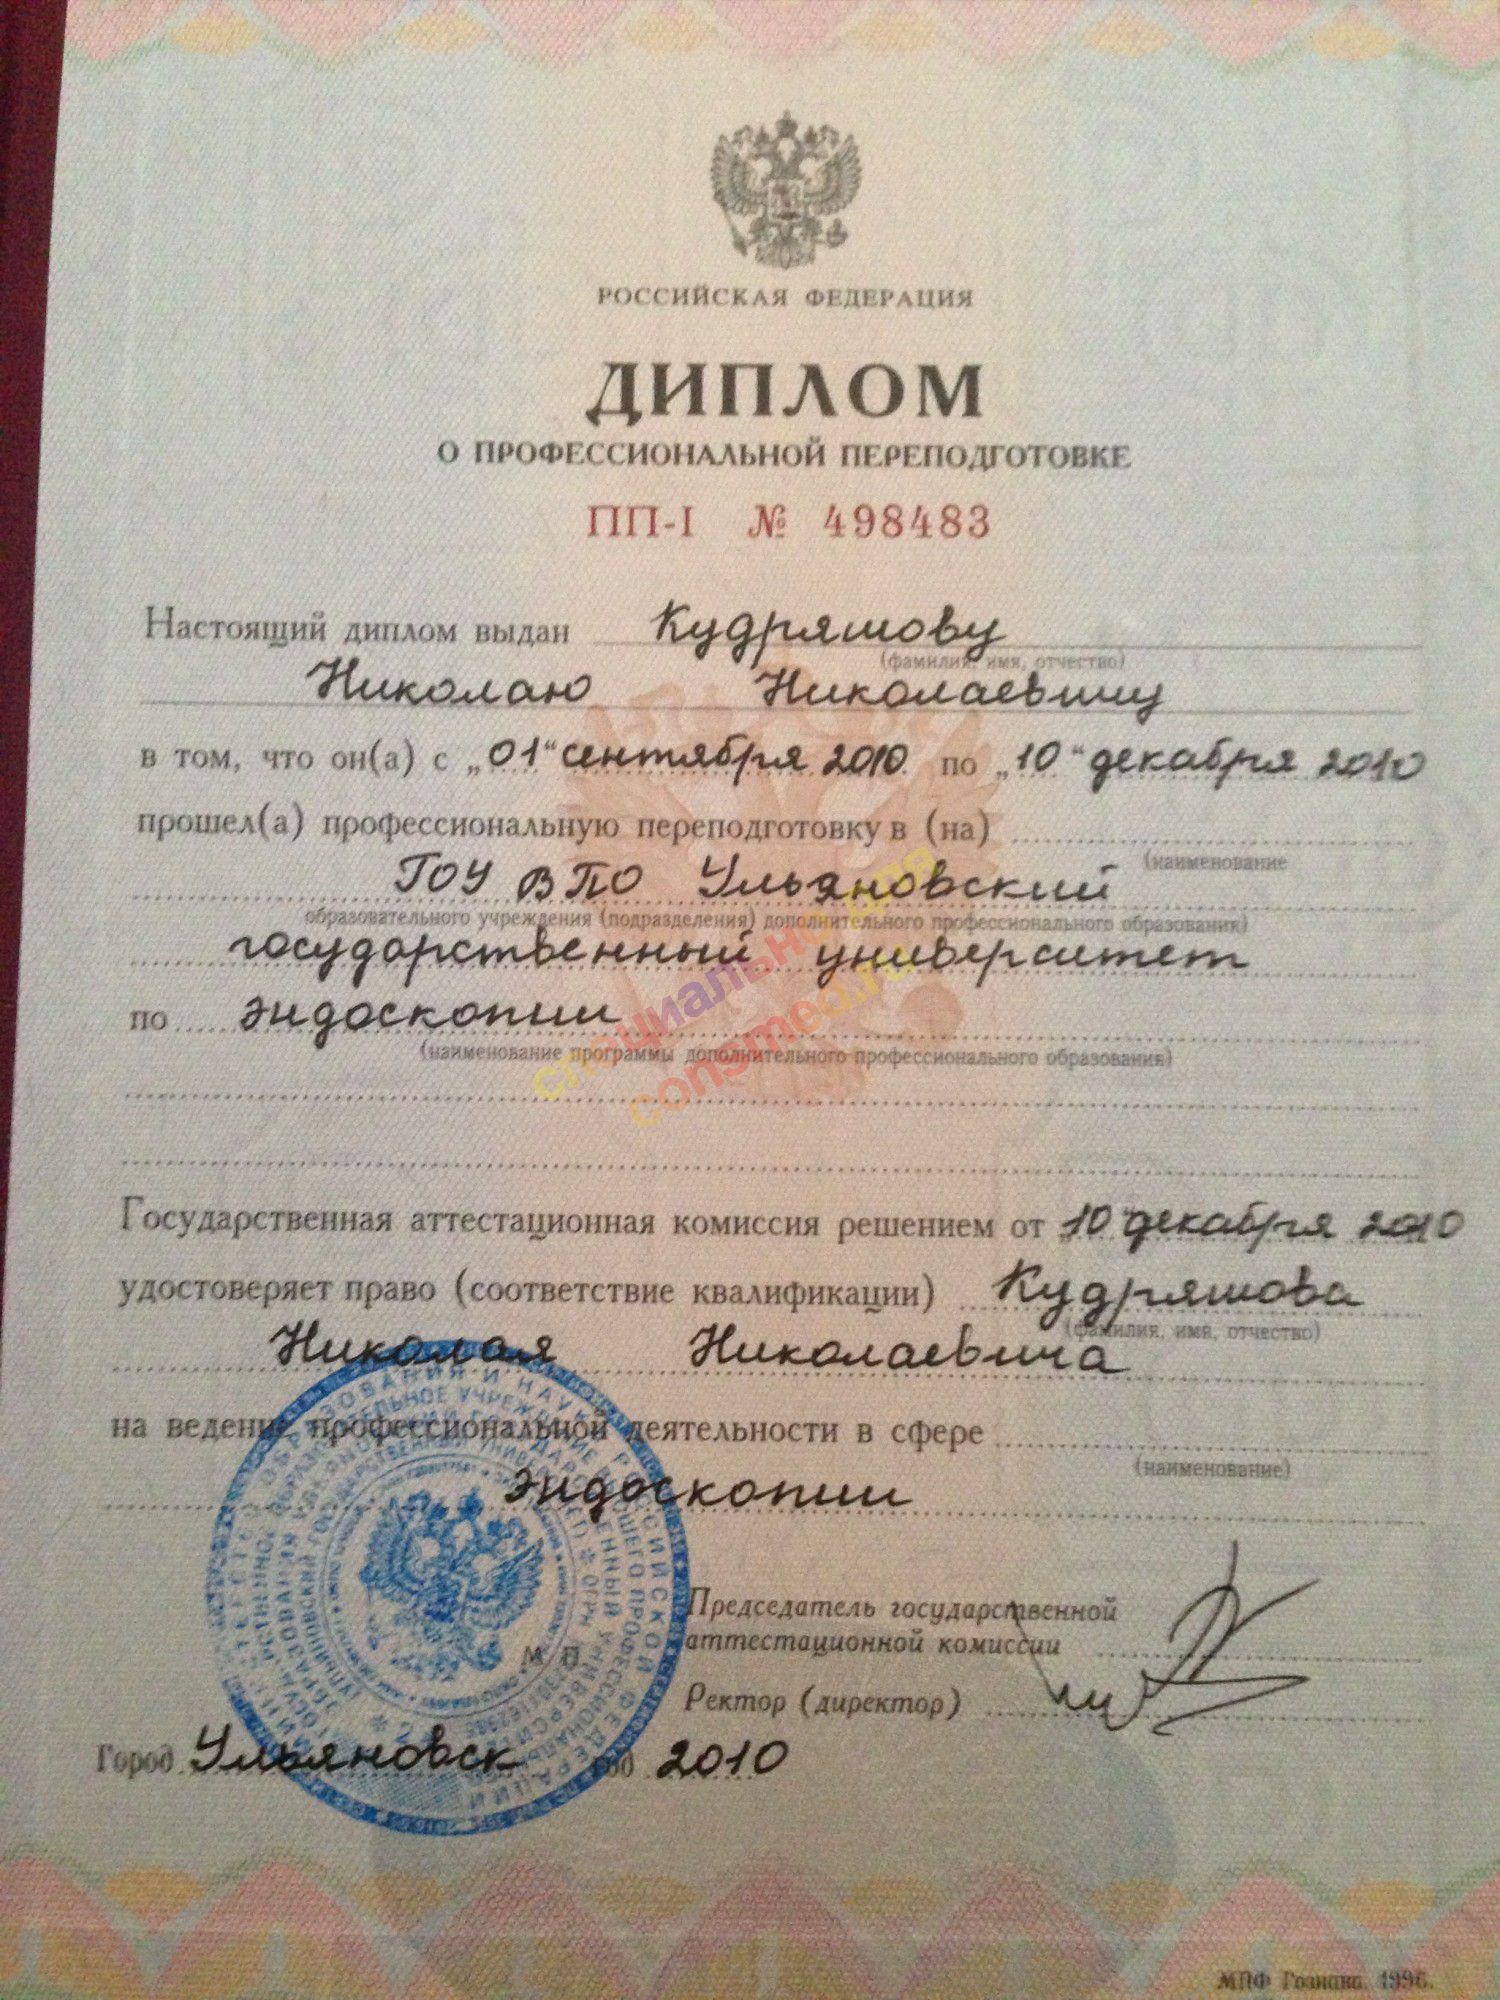 РОССИЙСКАЯ ФЕДЕРАЦИЯ
ДИПЛОМ
О ПРОФЕССИОНАЛЬНОЙ ПЕРЕПОДГОТОВКЕ
ПП-I № 498483
Настоящий диплом выдан Кудряшову
(фамилия, имя, отчество)
Николаю Николаевичу
в том, что он(а) с „01“ сентября 2010 по „10“ декабря 2010
прошел(а) профессиональную переподготовку в (на)
(наименование
ГОУ ВПО Ульяновский
образовательного учреждения (подразделения) дополнительного профессионального образования)
государственный университет
по эндоскопии
(наименование программы дополнительного профессионального образования)
специально для
consmed.ru
Государственная аттестационная комиссия решением от 10 декабря 2010
удостоверяет право (соответствие квалификации) Кудряшова
(фамилия, имя, отчество)
Николая Николаевича
на ведение профессиональной деятельности в сфере
(наименование)
эндоскопии
Председатель государственной
аттестационной комиссии
М. П.
Ректор (директор)
Город Ульяновск год 2010
МПФ Гознака. 1996.